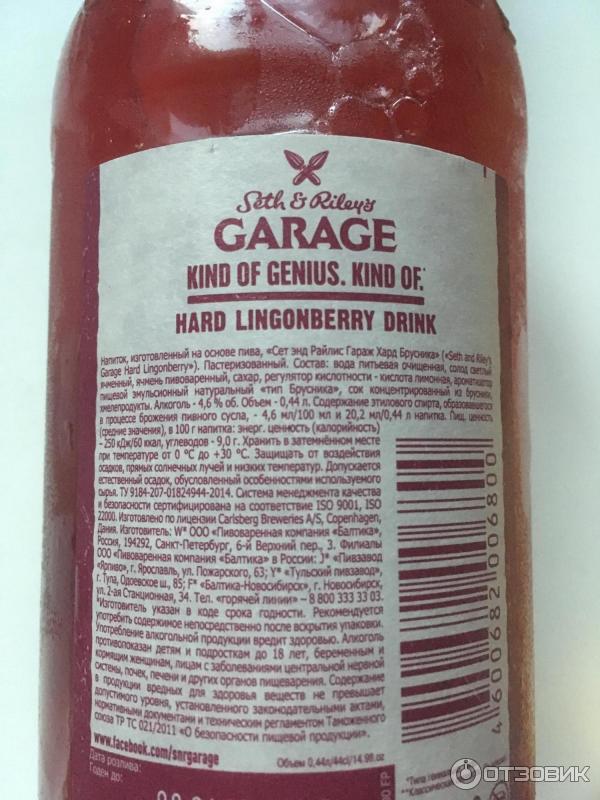 Seth & Riley's
GARAGE
KIND OF GENIUS. KIND OF.*
HARD LINGONBERRY DRINK
Напиток, изготовленный на основе пива, «Сет энд Райлис Гараж Хард Брусника» («Seth and Riley's
Garage Hard Lingonberry»). Пастеризованный. Состав: вода питьевая очищенная, солод светлый
ячменный, ячмень пивоваренный, сахар, регулятор кислотности - кислота лимонная, ароматизатор
пищевой эмульсионный натуральный «тип Брусника», сок концентрированный из брусники,
хмелепродукты. Алкоголь - 4,6 % об. Объем - 0,44 л. Содержание этилового спирта, образовавшегося
в процессе брожения пивного сусла, - 4,6 мл/100 мл и 20,2 мл/0,44 л напитка. Пищ. ценность
(средние значения), в 100 г напитка: энерг. ценность (калорийность)
- 250 кДж/60 ккал, углеводов - 9,0 г. Хранить в затемнённом месте
при температуре от 0 °С до +30 °С. Защищать от воздействия
осадков, прямых солнечных лучей и низких температур. Допускается
естественный осадок, обусловленный особенностями используемого
сырья. ТУ 9184-207-01824944-2014. Система менеджмента качества
и безопасности сертифицирована на соответствие ISO 9001, ISO
22000. Изготовлено по лицензии Carlsberg Breweries A/S, Copenhagen,
Дания. Изготовитель: W* ООО «Пивоваренная компания «Балтика»,
Россия, 194292, Санкт-Петербург, 6-й Верхний пер., 3. Филиалы
ООО «Пивоваренная компания «Балтика» в России: J* «Пивзавод
«Ярпиво», г. Ярославль, ул. Пожарского, 63; Y* «Тульский пивзавод»,
г. Тула, Одоевское ш., 85; F* «Балтика-Новосибирск», г. Новосибирск,
ул. 2-ая Станционная, 34. Тел. «горячей линии» – 8 800 333 33 03.
*Изготовитель указан в коде срока годности. Рекомендуется
употребить содержимое непосредственно после вскрытия упаковки.
Употребление алкогольной продукции вредит здоровью. Алкоголь
противопоказан детям и подросткам до 18 лет, беременным и
кормящим женщинам, лицам с заболеваниями центральной нервной
системы, почек, печени и других органов пищеварения. Содержание
в продукции вредных для здоровья веществ не превышает
допустимого уровня, установленного законодательными актами,
нормативными документами и техническим регламентом Таможенного
союза ТР ТС 021/2011 «О безопасности пищевой продукции».
www.facebook.com/snrgarage
Объем 0,44л/44cl/14.9fl.oz
Дата розлива:
Годен до:
4 600682 006800
*Типа
**Классический
ОТЗОВИК